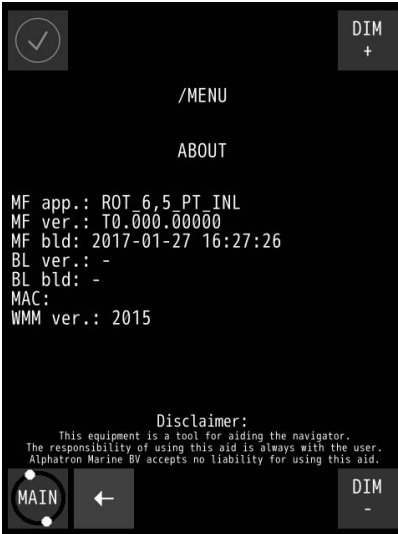 DIM
+
/MENU
ABOUT
MF app.: ROT_6,5_PT_INL
MF ver.: T0.000.00000
MF bld: 2017-01-27 16:27:26
BL ver.: -
BL bld: -
MAC:
WMM ver.: 2015
Disclaimer:
This equipment is a tool for aiding the navigator.
The responsibility of using this aid is always with the user.
Alphatron Marine BV accepts no liability for using this aid.
MAIN
DIM
-